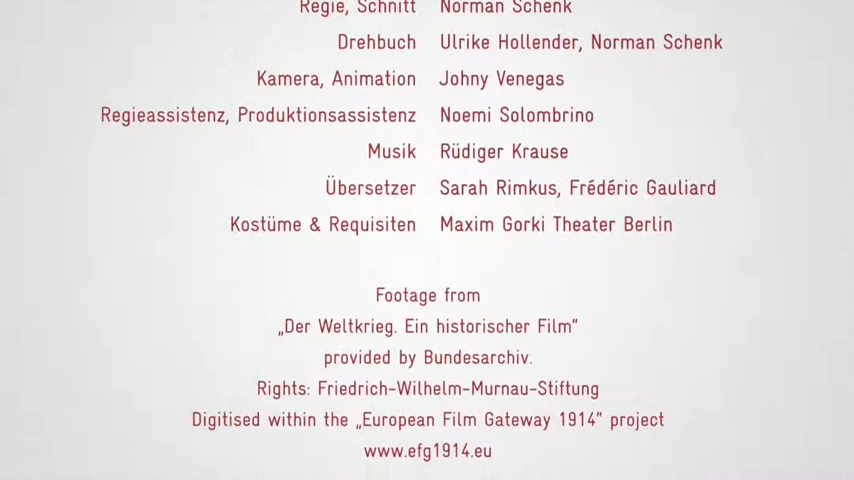 Regie, Schnitt Norman Schenk
Drehbuch Ulrike Hollender, Norman Schenk
Kamera, Animation Johny Venegas
Regieassistenz, Produktionsassistenz Noemi Solombrino
Musik Rüdiger Krause
Übersetzer Sarah Rimkus, Frédéric Gauliard
Kostüme & Requisiten Maxim Gorki Theater Berlin
Footage from
„Der Weltkrieg. Ein historischer Film“
provided by Bundesarchiv.
Rights: Friedrich-Wilhelm-Murnau-Stiftung
Digitised within the „European Film Gateway 1914“ project
www.efg1914.eu